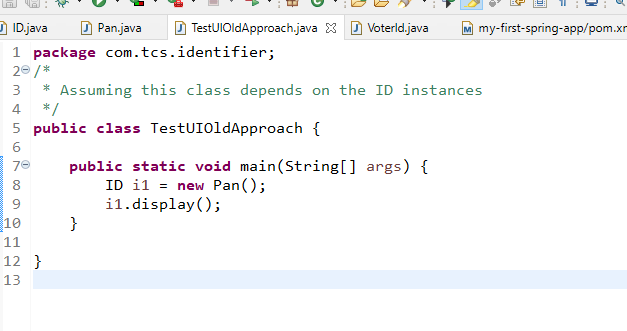 ID.java Pan.java TestUIOldApproach.java VoterId.java my-first-spring-app/pom.xr
1 package com.tcs.identifier;
2 /*
3  * Assuming this class depends on the ID instances
4  */
5 public class TestUIOldApproach {
6
7     public static void main(String[] args) {
8         ID i1 = new Pan();
9         i1.display();
10     }
11
12 }
13